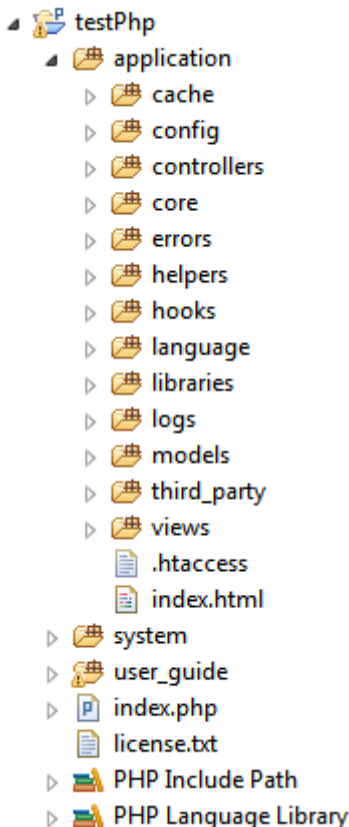 testPhp
application
cache
config
controllers
core
errors
helpers
hooks
language
libraries
logs
models
third_party
views
.htaccess
index.html
system
user_guide
index.php
license.txt
PHP Include Path
PHP Language Library